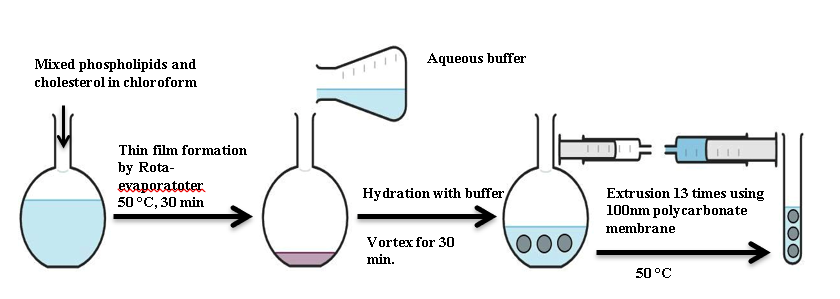 Mixed phospholipids and
cholesterol in chloroform
Aqueous buffer
Thin film formation
by Rota-
evaporatoter
50 °C, 30 min
Hydration with buffer
Vortex for 30
min.
Extrusion 13 times using
100nm polycarbonate
membrane
50 °C